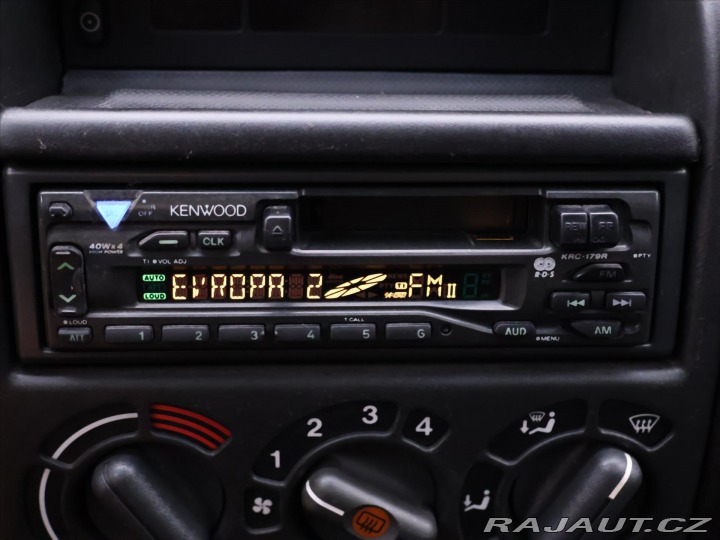 OFF
KENWOOD
40W×4
HIGH POWER
CLK
REW
FF
KRC-179R
PTY
TI VOL ADJ
R·D·S
FM
AUTO
LOUD
EVROPA 2 FM II
LOUD
ATT
1 2 3 4 5 6
T.CALL
AUD
MENU
AM
1 2 3 4
RAJAUT.CZ